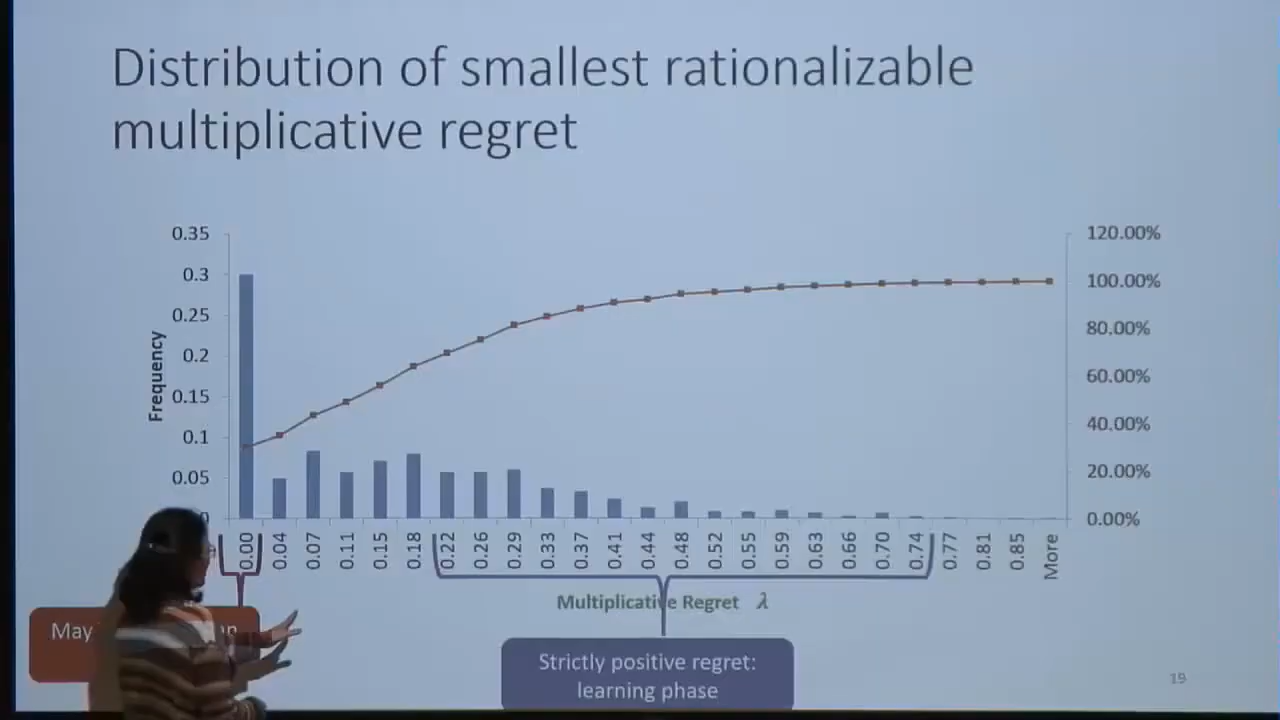 Distribution of smallest rationalizable
multiplicative regret
0.35
0.3
0.25
0.2
0.15
0.1
0.05
0
Frequency
120.00%
100.00%
80.00%
60.00%
40.00%
20.00%
0.00%
0.00 0.04 0.07 0.11 0.15 0.18 0.22 0.26 0.29 0.33 0.37 0.41 0.44 0.48 0.52 0.55 0.59 0.63 0.66 0.70 0.74 0.77 0.81 0.85 More
Multiplicative Regret λ
May
Strictly positive regret:
learning phase
19